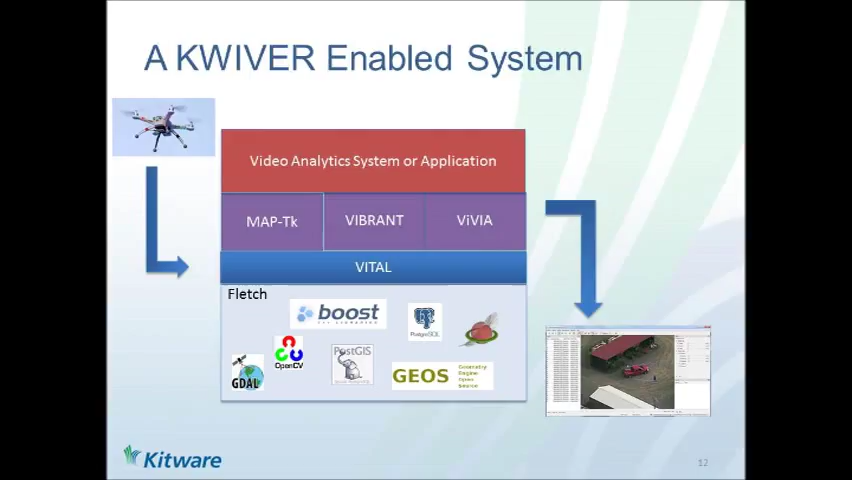 A KWIVER Enabled System
Video Analytics System or Application
MAP-Tk
VIBRANT
ViVIA
VITAL
Fletch
boost
PostgreSQL
OpenCV
PostGIS
GDAL
GEOS
Geometry
Engine
Open
Source
Kitware
12